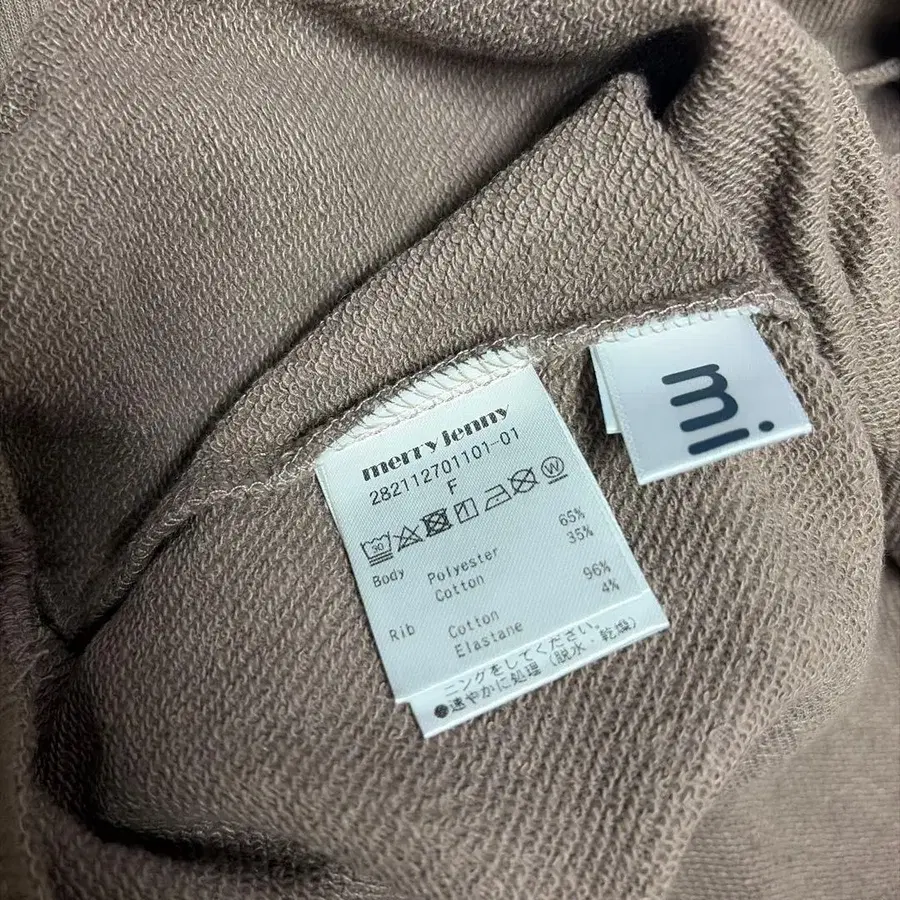 merry jenny
282112701101-01
F
30
W
Body Polyester 65%
Cotton 35%
Rib Cotton 96%
Elastane 4%
ニングをしてください。
●速やかに処理(脱水:乾燥)
mi